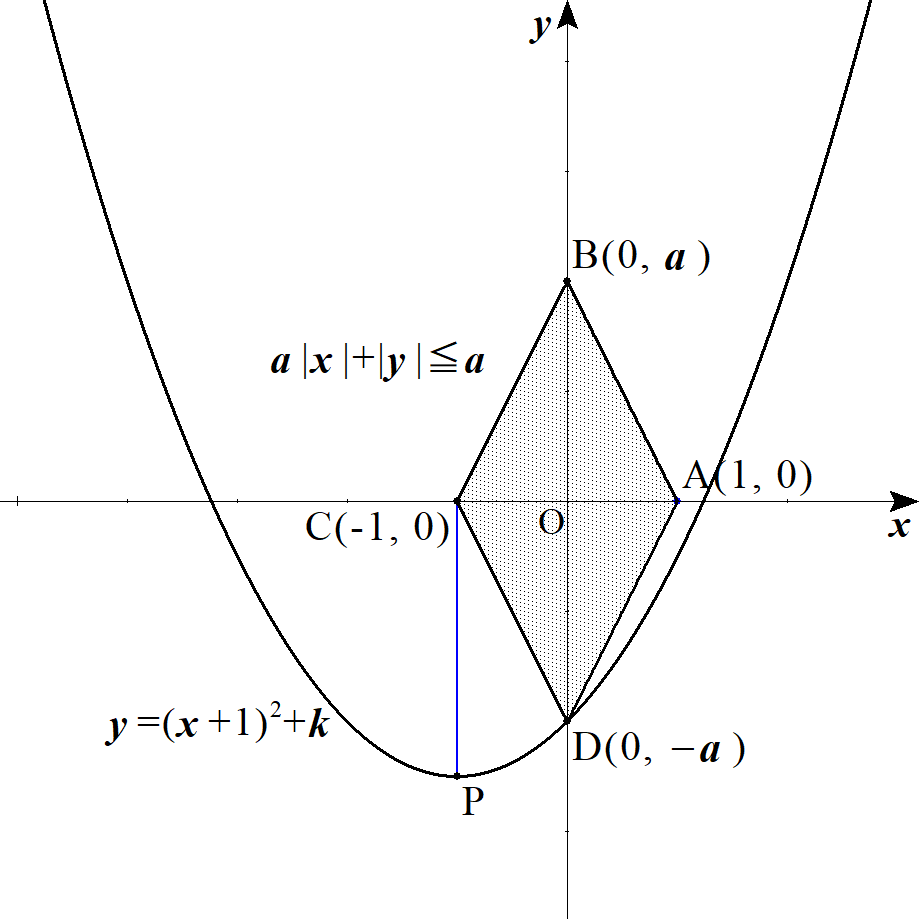 y
B(0, a )
a |x |+|y |≦a
A(1, 0)
C(-1, 0)
O
x
y=(x+1)²+k
D(0, −a )
P